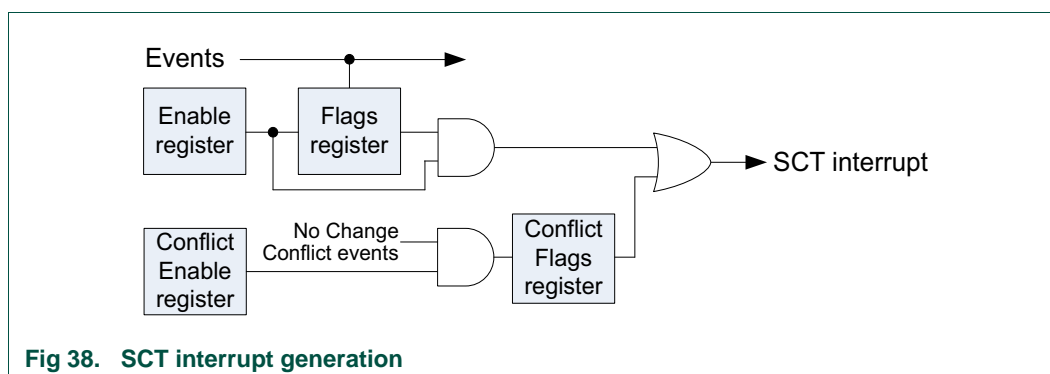 Events
Enable
register
Flags
register
SCT interrupt
No Change
Conflict events
Conflict
Enable
register
Conflict
Flags
register
Fig 38. SCT interrupt generation